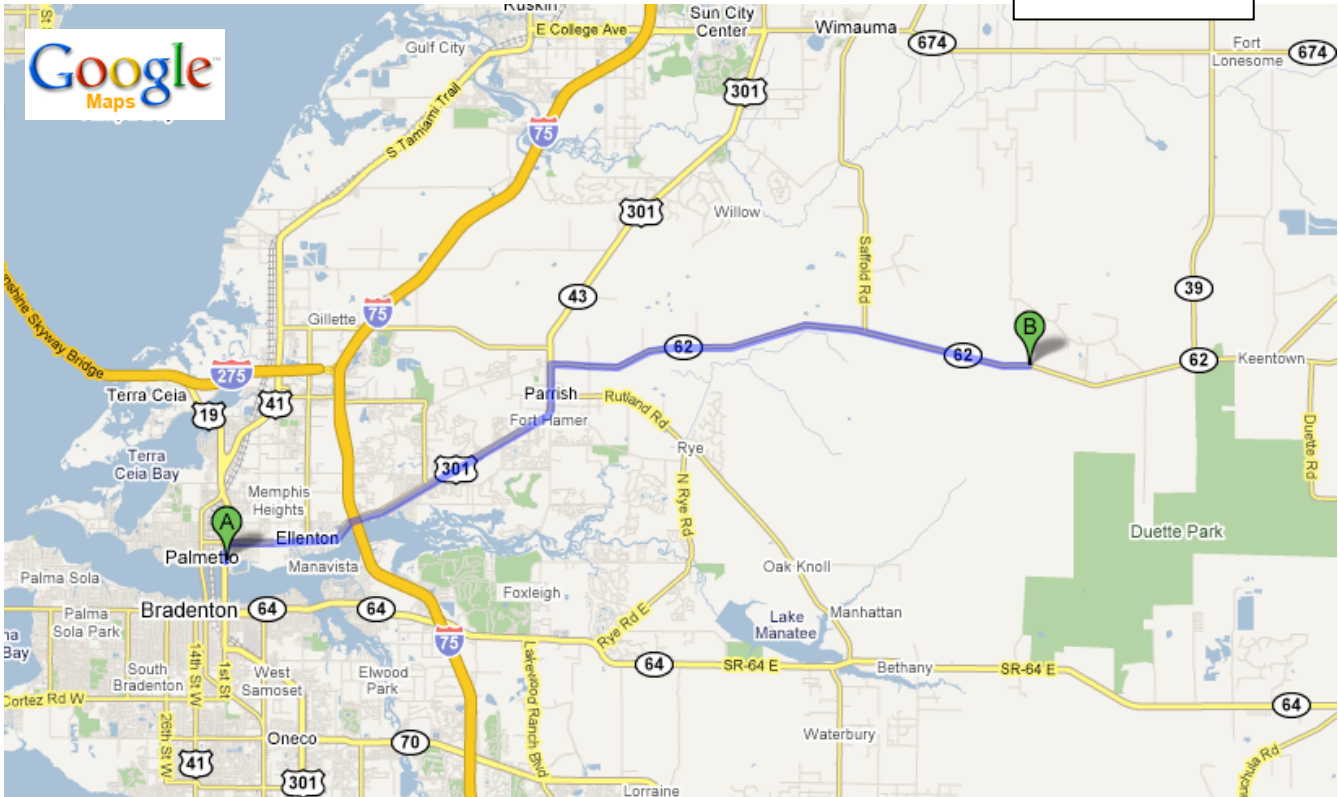 Ruskin
Sun City
Center
Wimauma
E College Ave
674
Fort
Lonesome
674
Gulf City
Google™
Maps
301
S Tamiami Trail
75
301
Willow
Saffold Rd
43
39
75
Gillette
B
62
62
62
Keentown
Skyway Bridge
275
Terra Ceia
41
19
Parrish
Rutland Rd
Fort Hamer
Duette Rd
Rye
Terra
Ceia Bay
301
N Rye Rd
Memphis
Heights
A
Ellenton
Duette Park
Palmetto
Manavista
Oak Knoll
Palma Sola
Foxleigh
Bradenton
64
64
Palma
Sola Park
Lake
Manatee
Manhattan
Rye Rd E
75
Bay
14th St W
1st St
64
SR-64 E
Bethany
SR-64 E
South
Bradenton
West
Samoset
Elwood
Park
Lakewood Ranch Blvd
Cortez Rd W
64
26th St W
Oneco
70
Waterbury
41
301
Lorraine